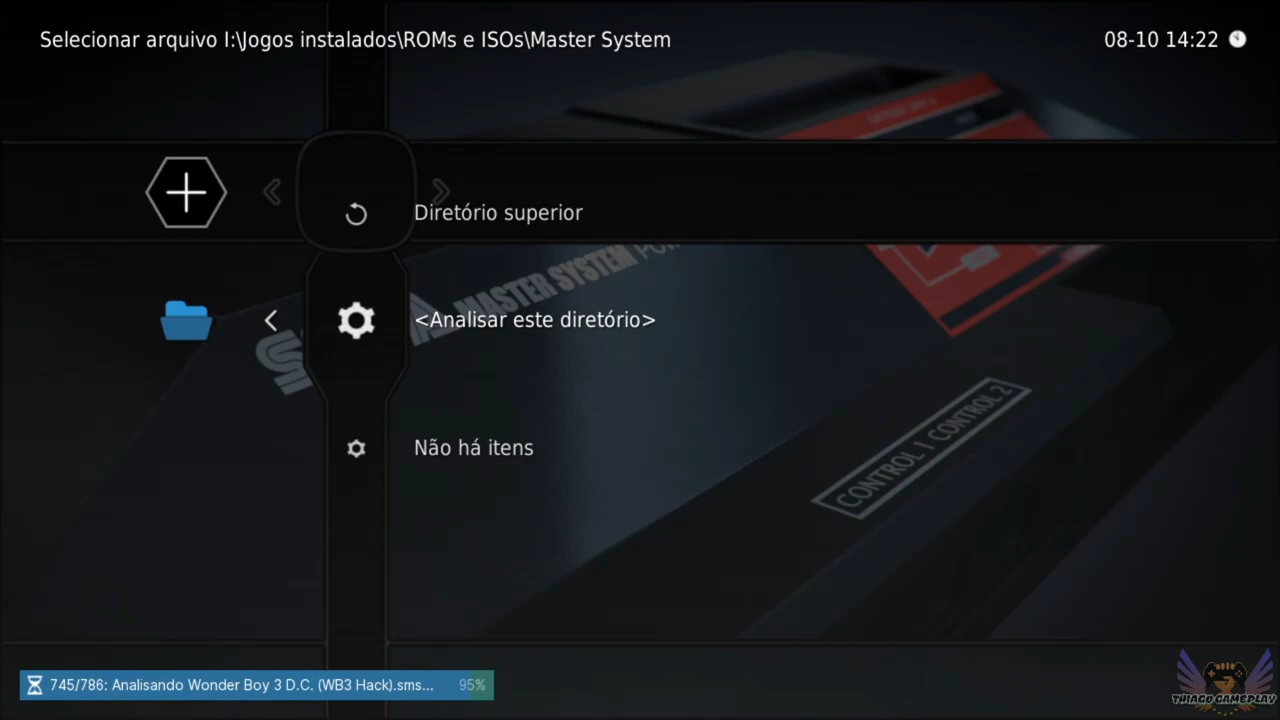 Selecionar arquivo I:\Jogos instalados\ROMs e ISOs\Master System
08-10 14:22
Diretório superior
MASTER SYSTEM
<Analisar este diretório>
CONTROL 1 CONTROL 2
Não há itens
745/786: Analisando Wonder Boy 3 D.C. (WB3 Hack).sms... 95%
THIAGO GAMEPLAY